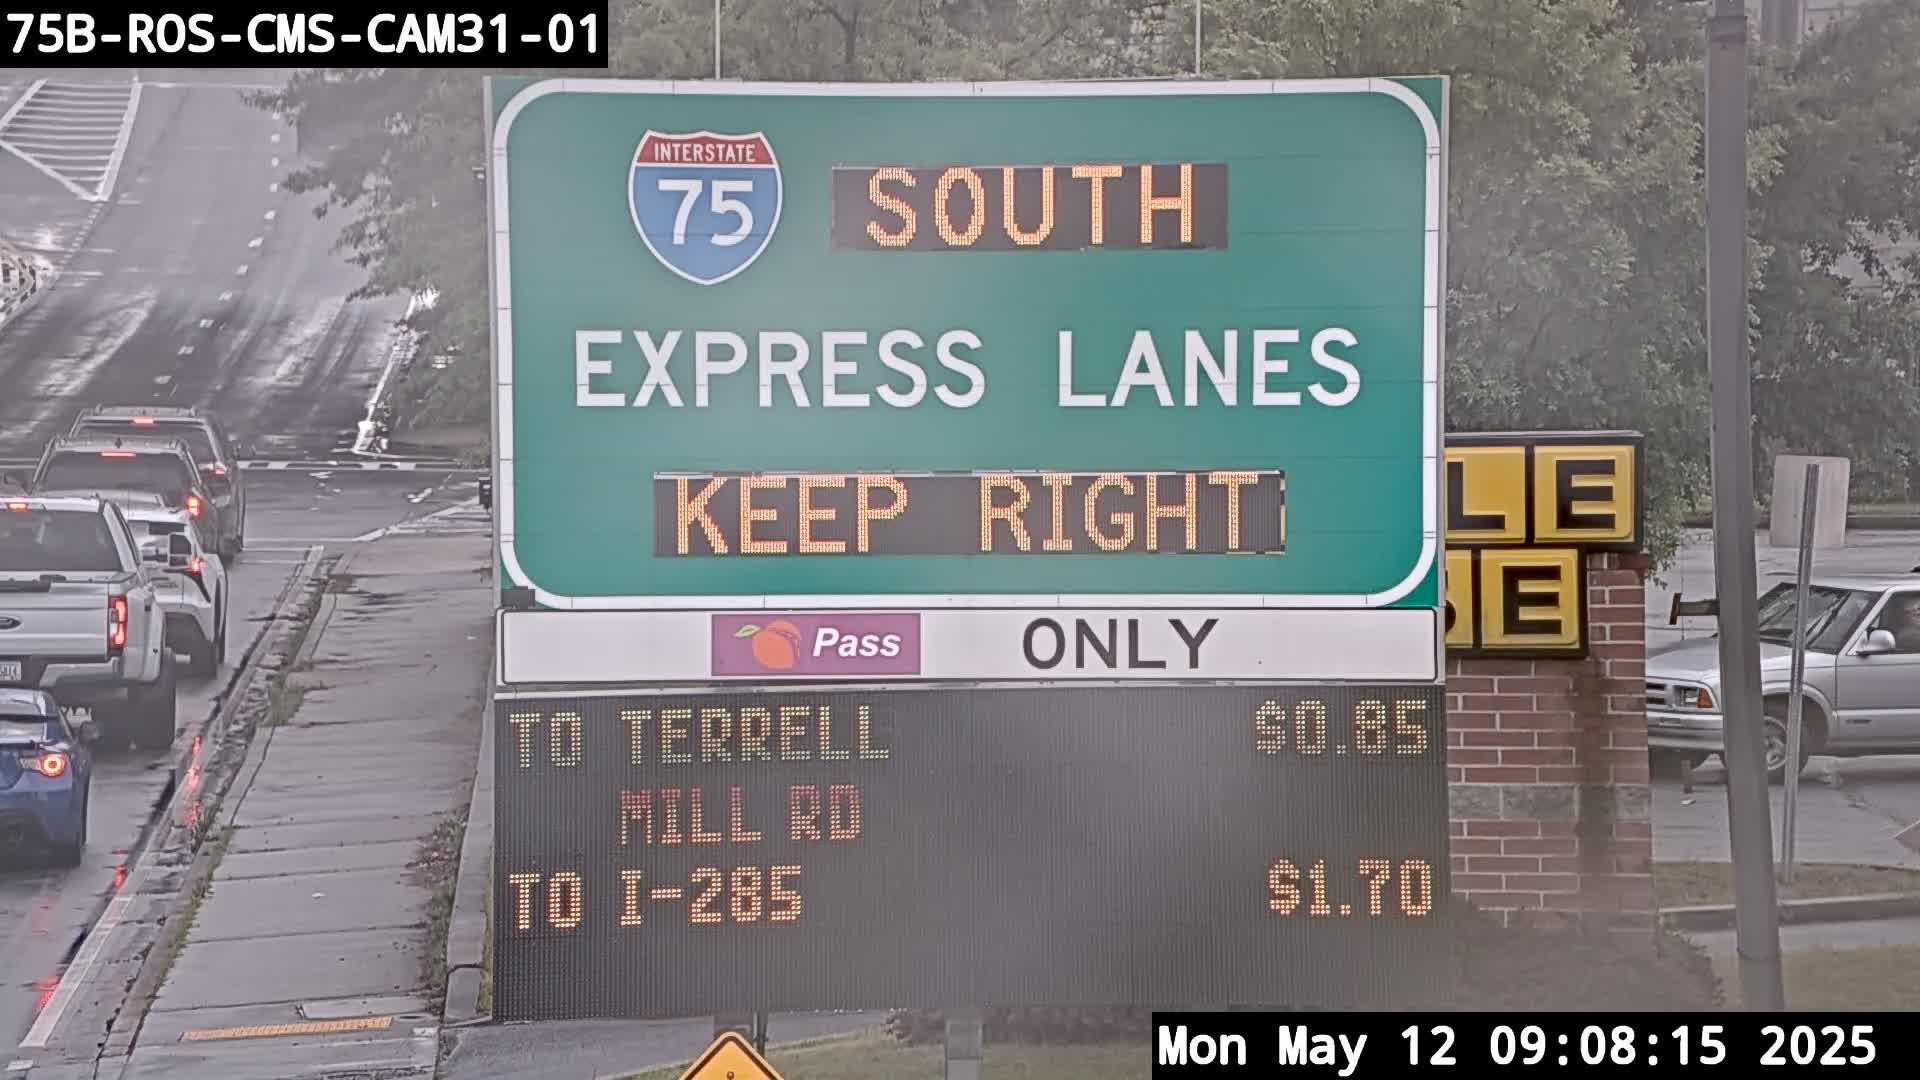 75B-ROS-CMS-CAM31-01
INTERSTATE
75
SOUTH
EXPRESS LANES
KEEP RIGHT
Pass ONLY
TO TERRELL $0.85
MILL RD
TO I-285 $1.70
LE
E
Mon May 12 09:08:15 2025